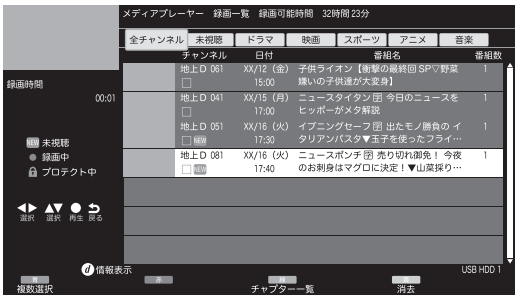 メディアプレーヤー 録画一覧 録画可能時間 32時間23分
全チャンネル 未視聴 ドラマ 映画 スポーツ アニメ 音楽
チャンネル 日付 番組名 番組数
地上D 061 XX/12（金） 子供ライオン【衝撃の最終回SP▽野菜 1
15:00 嫌いの子供達が大変身】
地上D 041 XX/15（月） ニュースタイタン字 今日のニュースを 1
17:00 ヒッポーがメタ解説
地上D 051 XX/16（火） イブニングセーフ字 出たモノ勝負の イ 1
NEW 17:30 タリアンパスタ▼玉子を使ったフライ…
地上D 081 XX/16（火） ニュースポンチ字 売り切れ御免！ 今夜 1
NEW 17:40 のお刺身はマグロに決定！▼山菜採り…
録画時間
00:01
NEW 未視聴
録画中
プロテクト中
選択 選択 再生 戻る
d 情報表示 USB HDD 1
青 赤 緑 黄
複数選択 チャプター一覧 消去